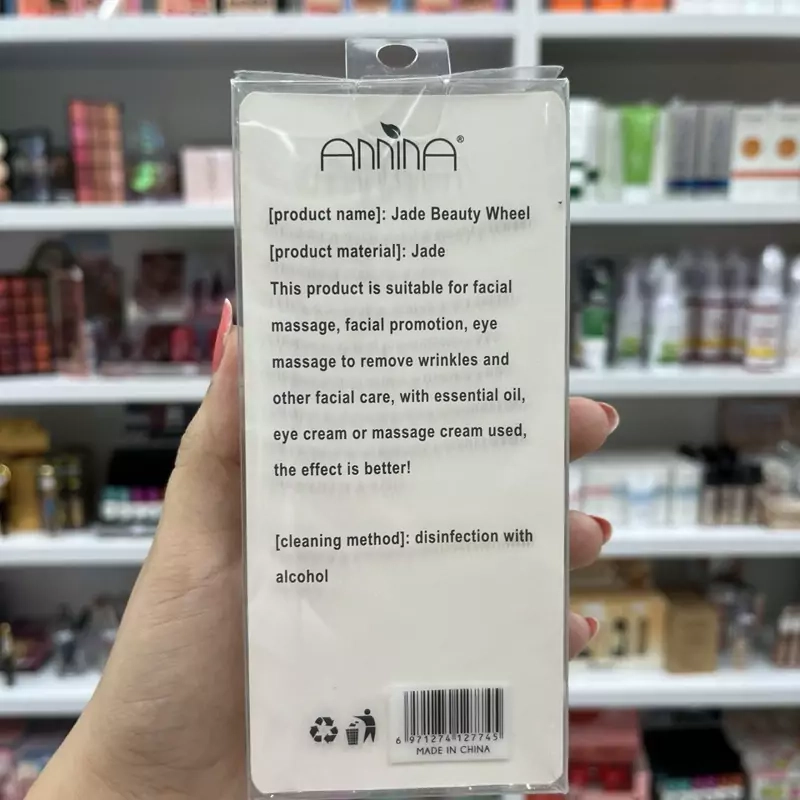 AMINA®
[product name]: Jade Beauty Wheel
[product material]: Jade
This product is suitable for facial
massage, facial promotion, eye
massage to remove wrinkles and
other facial care, with essential oil,
eye cream or massage cream used,
the effect is better!
[cleaning method]: disinfection with
alcohol
6 971274 127745
MADE IN CHINA